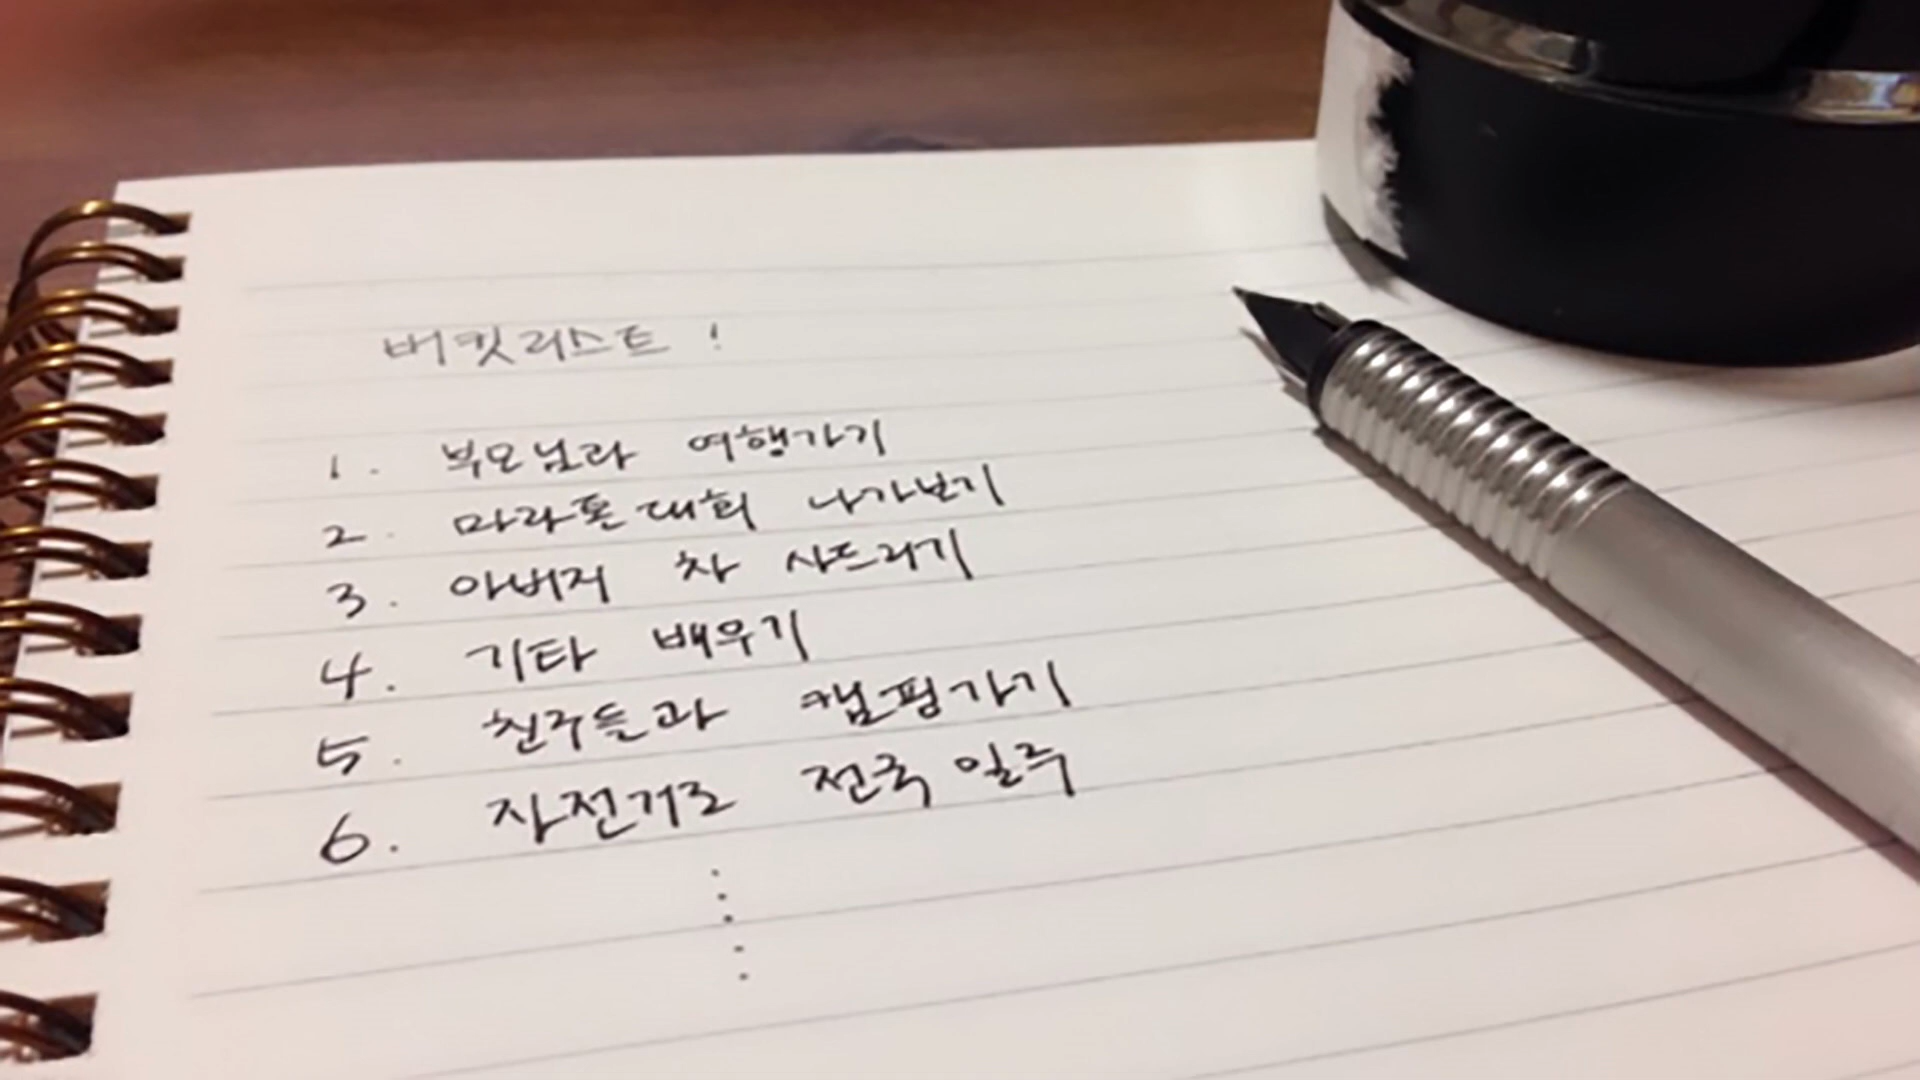 버킷리스트 !
1. 부모님과 여행가기
2. 마라톤대회 나가보기
3. 아버지 차 사드리기
4. 기타 배우기
5. 친구들과 캠핑가기
6. 자전거로 전국일주